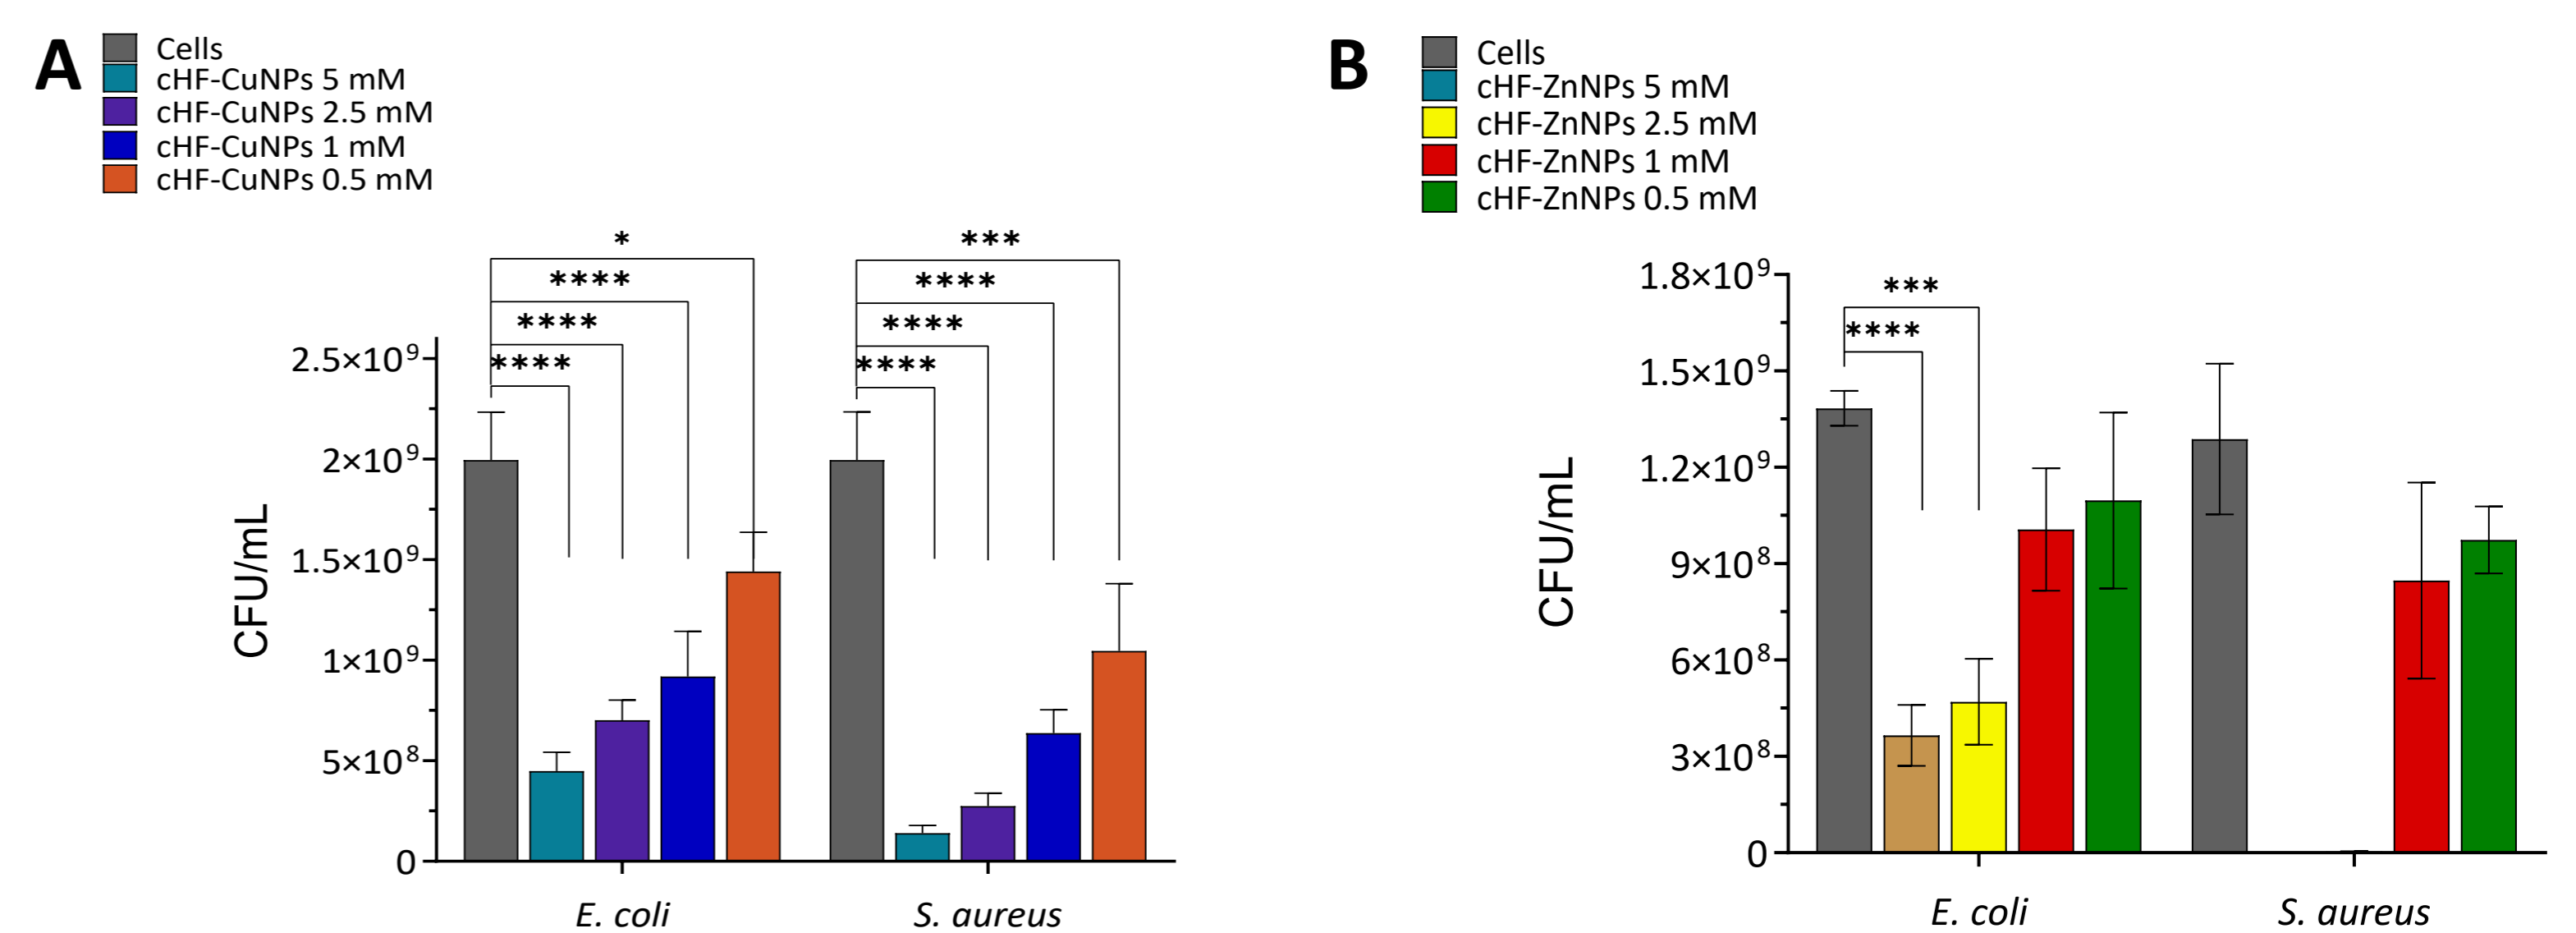 A
Cells
cHF-CuNPs 5 mM
cHF-CuNPs 2.5 mM
cHF-CuNPs 1 mM
cHF-CuNPs 0.5 mM
*
****
****
****
***
****
****
****
2.5×10⁹
2×10⁹
1.5×10⁹
1×10⁹
5×10⁸
0
CFU/mL
E. coli
S. aureus
B
Cells
cHF-ZnNPs 5 mM
cHF-ZnNPs 2.5 mM
cHF-ZnNPs 1 mM
cHF-ZnNPs 0.5 mM
***
****
1.8×10⁹
1.5×10⁹
1.2×10⁹
9×10⁸
6×10⁸
3×10⁸
0
CFU/mL
E. coli
S. aureus